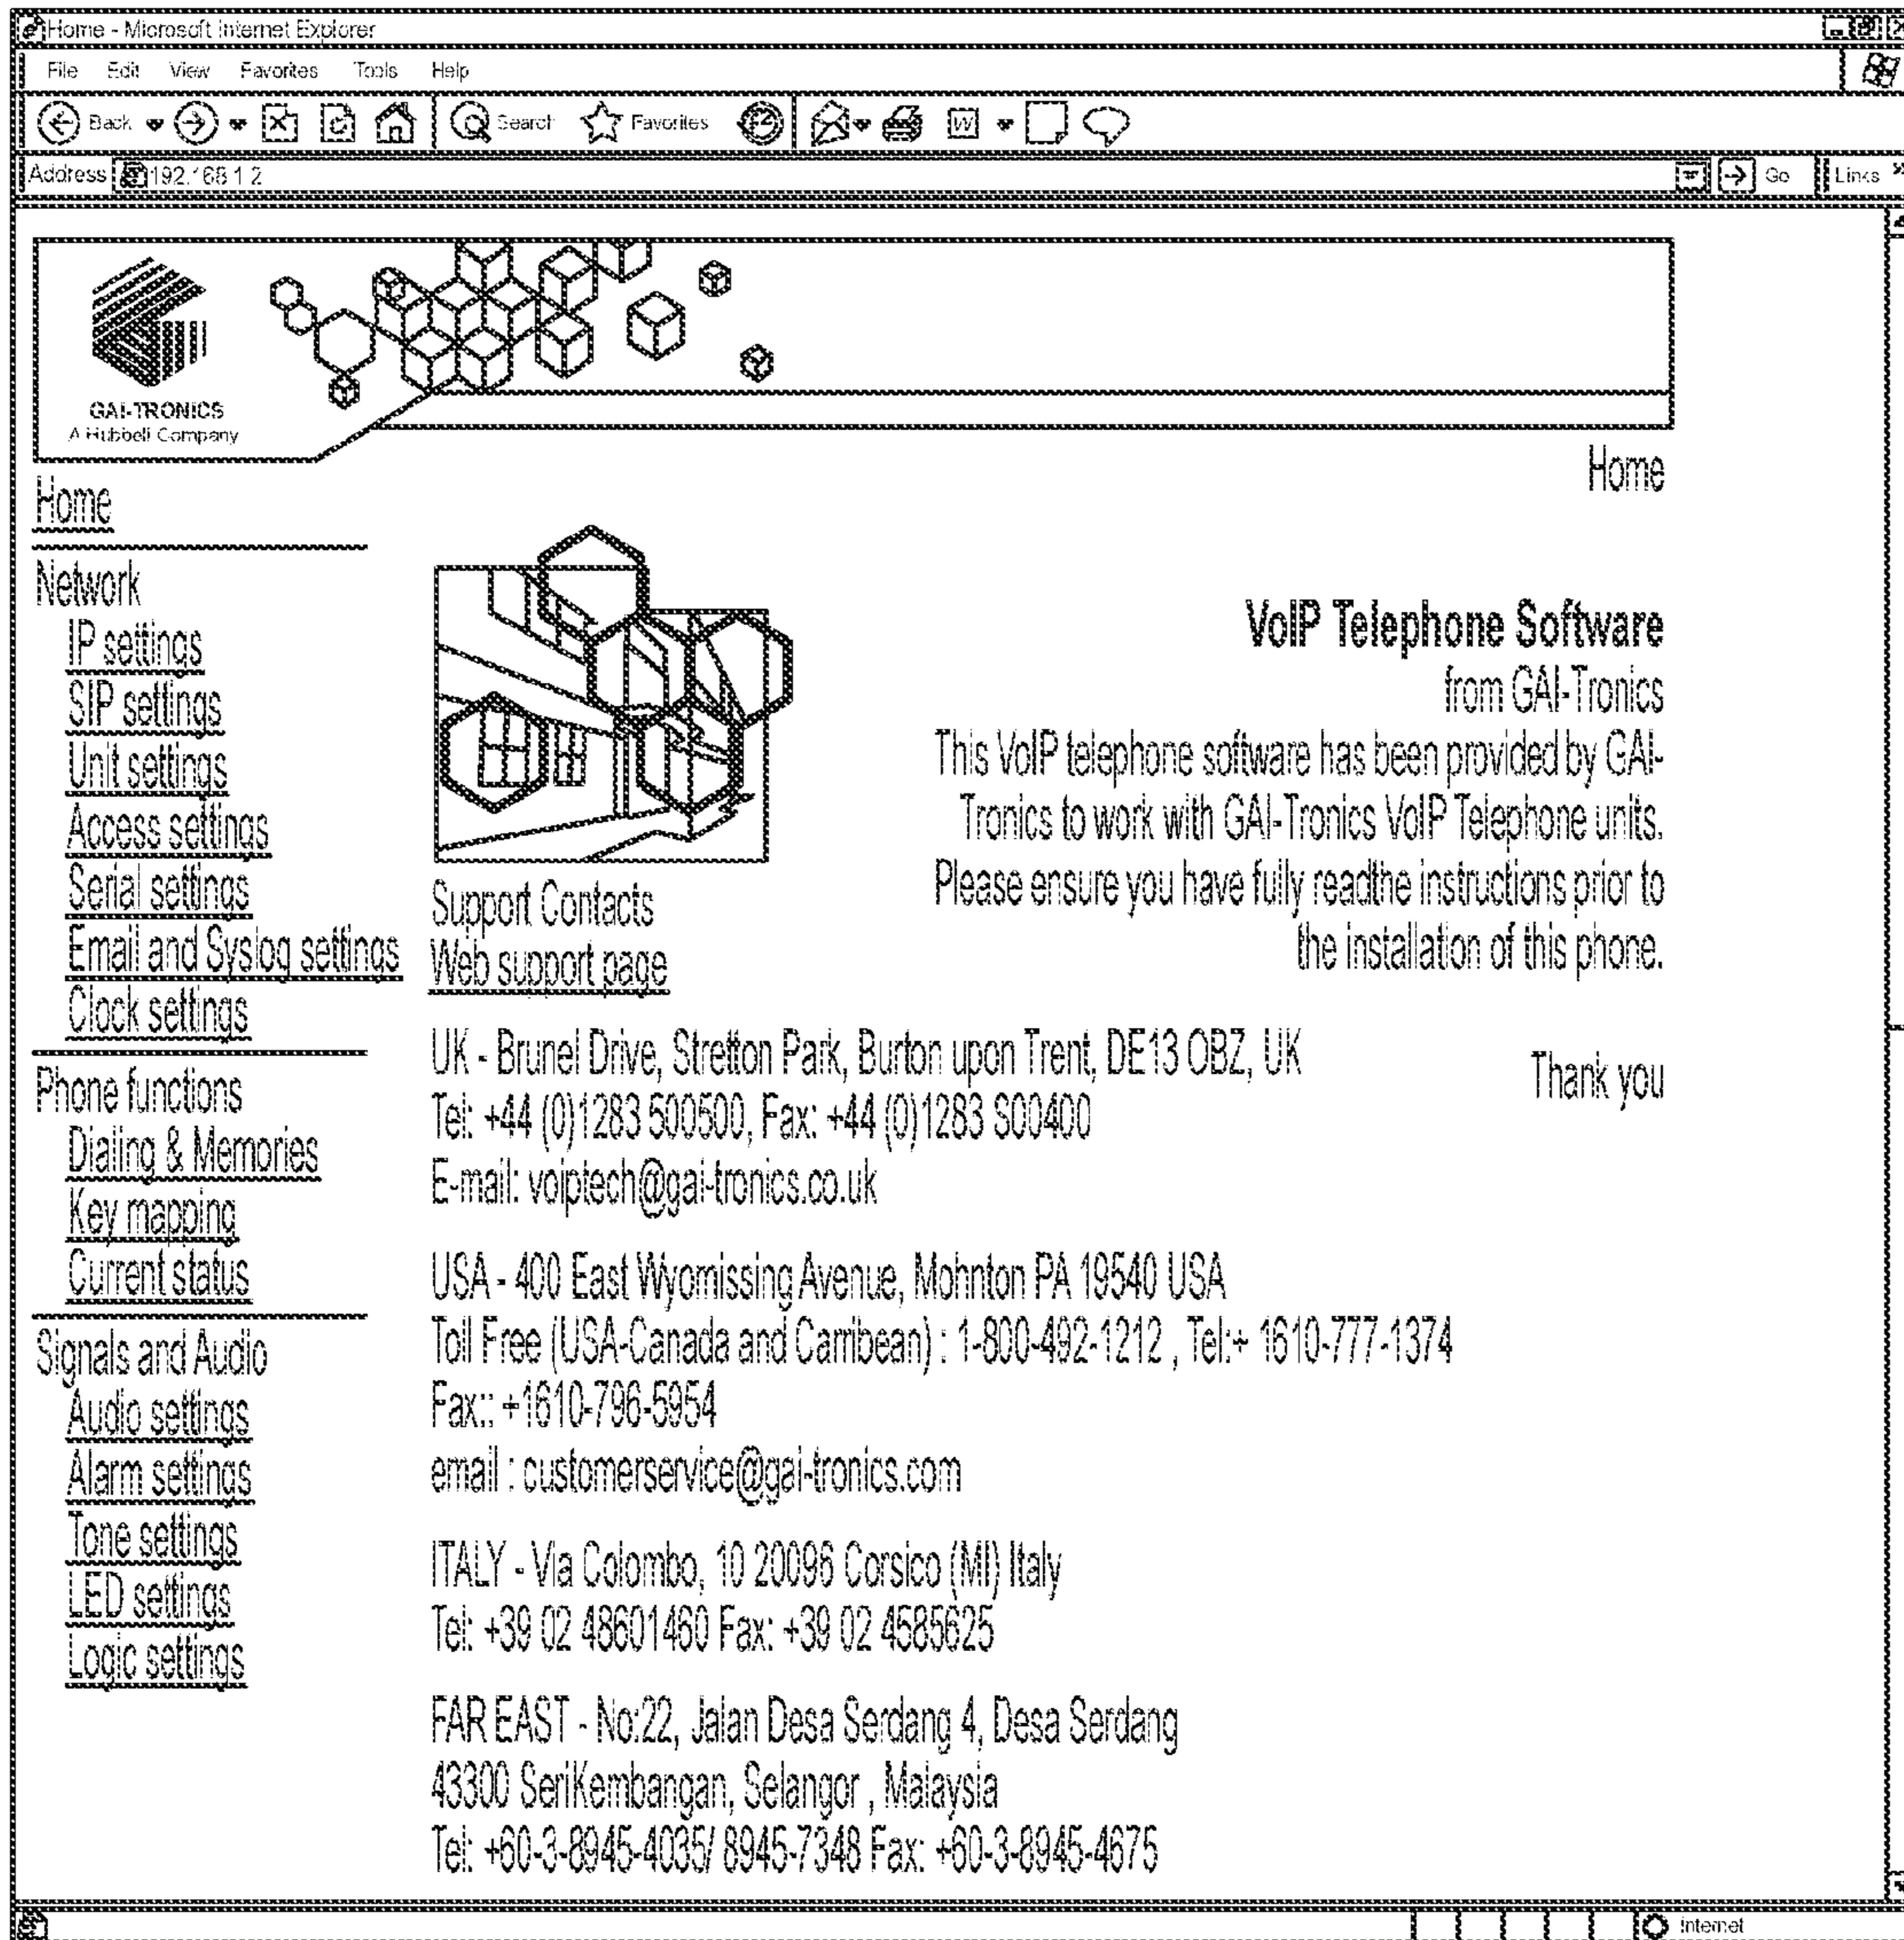 Home - Microsoft Internet Explorer
File Edit View Favorites Tools Help
Back Search Favorites
Address 192.168.1.2 Go Links
GAI-TRONICS
A Hubbell Company
Home
Home
Network
IP settings
SIP settings
Unit settings
Access settings
Serial settings
Email and Syslog settings
Clock settings
Phone functions
Dialing & Memories
Key mapping
Current status
Signals and Audio
Audio settings
Alarm settings
Tone settings
LED settings
Logic settings
VoIP Telephone Software
from GAI-Tronics
This VoIP telephone software has been provided by GAI-
Tronics to work with GAI-Tronics VoIP Telephone units.
Please ensure you have fully readthe instructions prior to
the installation of this phone.
Thank you
Support Contacts
Web support page
UK - Brunel Drive, Stretton Park, Burton upon Trent, DE13 OBZ, UK
Tel: +44 (0)1283 500500, Fax: +44 (0)1283 S00400
E-mail: voiptech@gai-tronics.co.uk
USA - 400 East Wyomissing Avenue, Mohnton PA 19540 USA
Toll Free (USA-Canada and Carribean) : 1-800-492-1212 , Tel:+ 1610-777-1374
Fax:: +1610-796-5954
email : customerservice@gai-tronics.com
ITALY - Via Colombo, 10 20096 Corsico (MI) Italy
Tel: +39 02 48601460 Fax: +39 02 4585625
FAR EAST - No:22, Jalan Desa Serdang 4, Desa Serdang
43300 SeriKembangan, Selangor , Malaysia
Tel: +60-3-8945-4035/ 8945-7348 Fax: +60-3-8945-4675
Internet